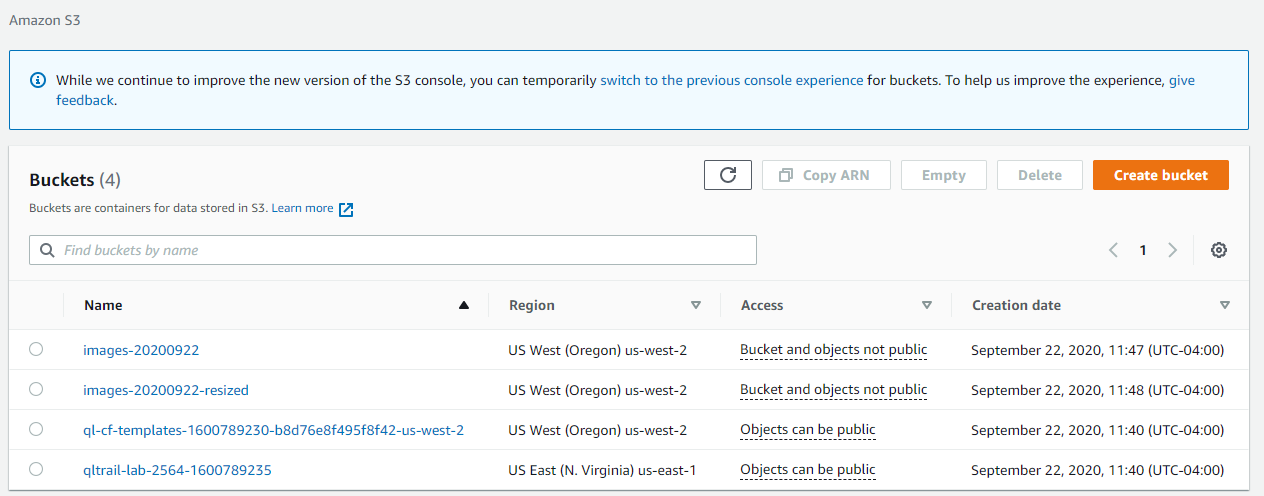 Amazon S3
While we continue to improve the new version of the S3 console, you can temporarily switch to the previous console experience for buckets. To help us improve the experience, give
feedback.
Buckets (4)
Copy ARN
Empty
Delete
Create bucket
Buckets are containers for data stored in S3. Learn more
Find buckets by name
1
Name Region Access Creation date
images-20200922 US West (Oregon) us-west-2 Bucket and objects not public September 22, 2020, 11:47 (UTC-04:00)
images-20200922-resized US West (Oregon) us-west-2 Bucket and objects not public September 22, 2020, 11:48 (UTC-04:00)
ql-cf-templates-1600789230-b8d76e8f495f8f42-us-west-2 US West (Oregon) us-west-2 Objects can be public September 22, 2020, 11:40 (UTC-04:00)
qltrail-lab-2564-1600789235 US East (N. Virginia) us-east-1 Objects can be public September 22, 2020, 11:40 (UTC-04:00)